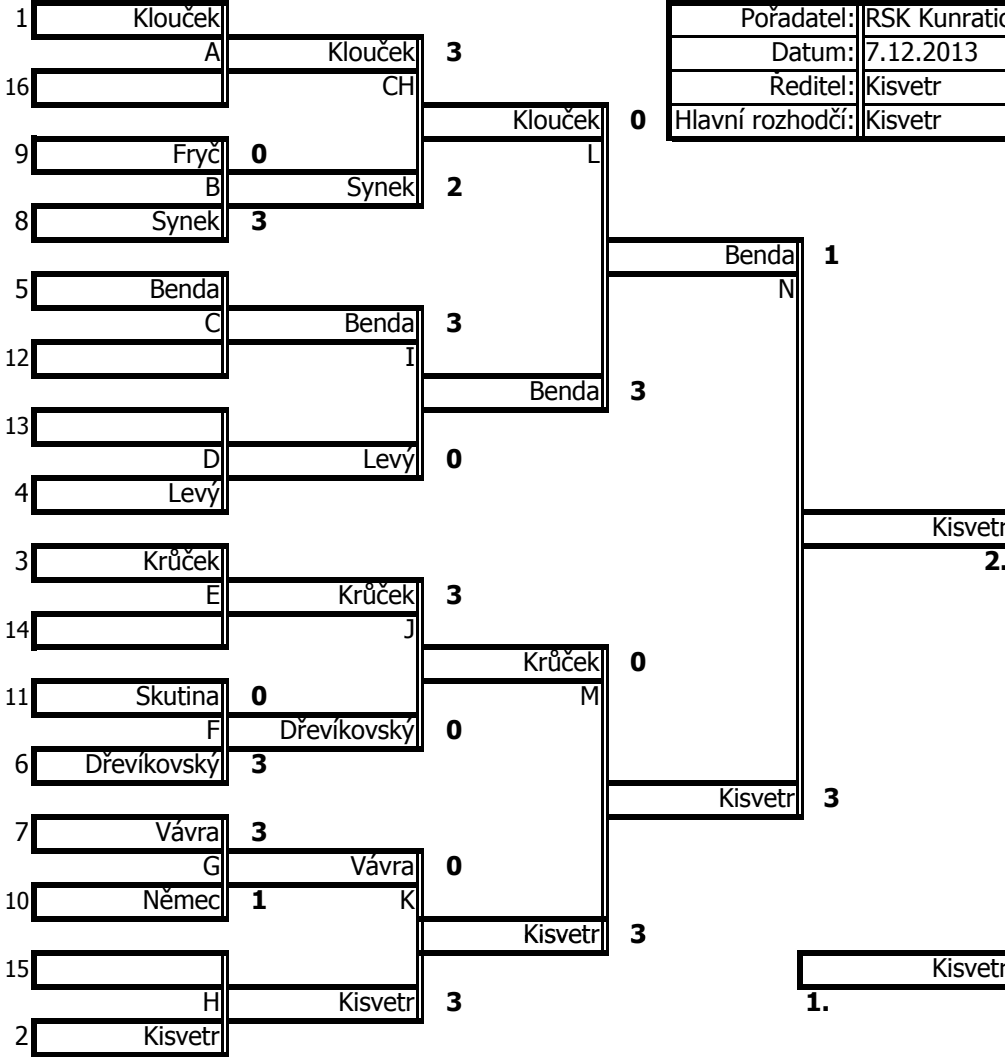 1 Klouček Pořadatel: RSK Kunratic
A Klouček 3 Datum: 7.12.2013
16 CH Ředitel: Kisvetr
Klouček 0 Hlavní rozhodčí: Kisvetr
9 Fryč 0 L
B Synek 2
8 Synek 3
Benda 1
5 Benda N
C Benda 3
12 I
Benda 3
13
D Levý 0
4 Levý
Kisvetr
3 Krůček 2.
E Krůček 3
14 J
Krůček 0
11 Skutina 0 M
F Dřevíkovský 0
6 Dřevíkovský 3
Kisvetr 3
7 Vávra 3
G Vávra 0
10 Němec 1 K
Kisvetr 3
15 Kisvetr
H Kisvetr 3 1.
2 Kisvetr